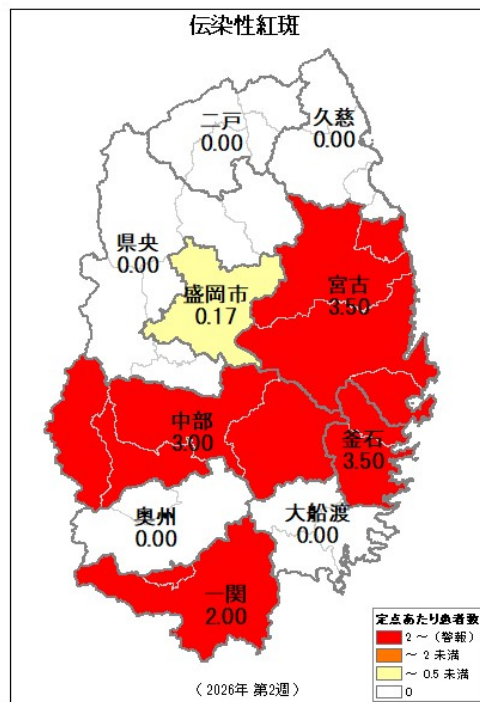 伝染性紅斑
二戸
0.00
久慈
0.00
県央
0.00
盛岡市
0.17
宮古
3.50
中部
3.00
釜石
3.50
奥州
0.00
大船渡
0.00
一関
2.00
定点あたり患者数
2～（警報）
～ 2 未満
～ 0.5 未満
0
（ 2026年 第2週 ）